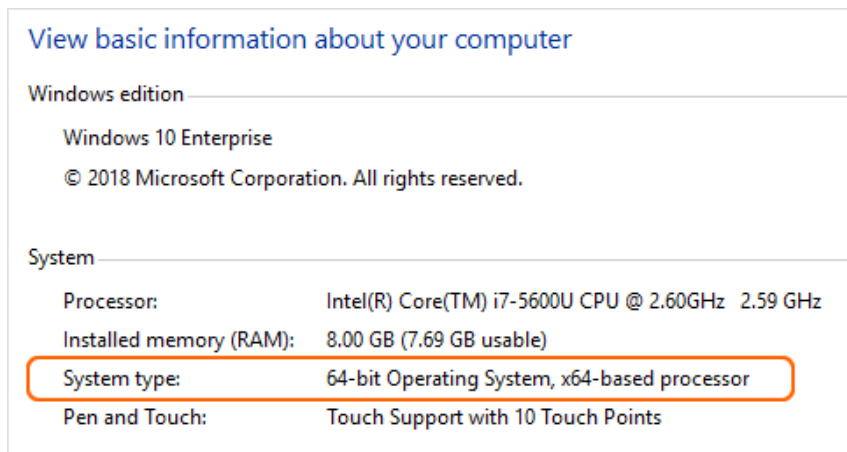 View basic information about your computer
Windows edition
Windows 10 Enterprise
© 2018 Microsoft Corporation. All rights reserved.
System
Processor: Intel(R) Core(TM) i7-5600U CPU @ 2.60GHz 2.59 GHz
Installed memory (RAM): 8.00 GB (7.69 GB usable)
System type: 64-bit Operating System, x64-based processor
Pen and Touch: Touch Support with 10 Touch Points